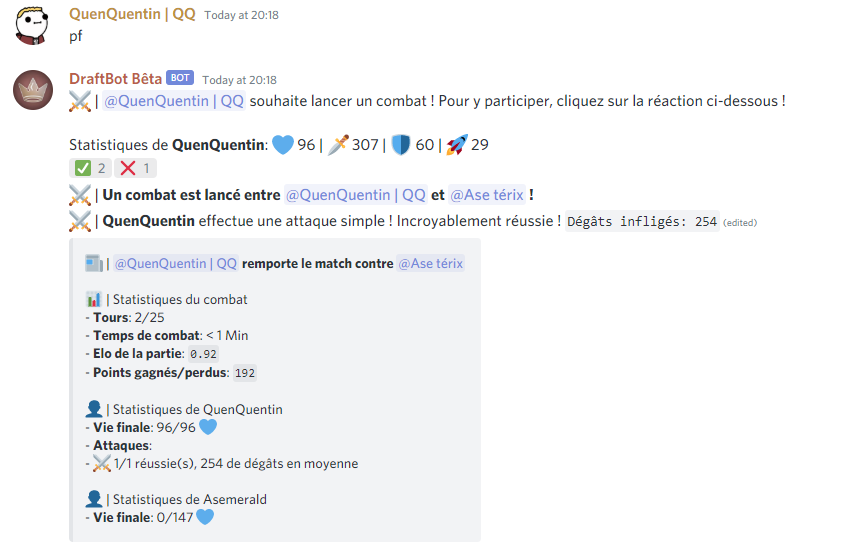 QuenQuentin | QQ Today at 20:18
pf
DraftBot Bêta BOT Today at 20:18
| @QuenQuentin | QQ souhaite lancer un combat ! Pour y participer, cliquez sur la réaction ci-dessous !
Statistiques de QuenQuentin: 96 | 307 | 60 | 29
2 1
| Un combat est lancé entre @QuenQuentin | QQ et @Ase térix !
| QuenQuentin effectue une attaque simple ! Incroyablement réussie ! Dégâts infligés: 254 (edited)
| @QuenQuentin | QQ remporte le match contre @Ase térix
| Statistiques du combat
- Tours: 2/25
- Temps de combat: < 1 Min
- Elo de la partie: 0.92
- Points gagnés/perdus: 192
| Statistiques de QuenQuentin
- Vie finale: 96/96
- Attaques:
- 1/1 réussie(s), 254 de dégâts en moyenne
| Statistiques de Asemerald
- Vie finale: 0/147